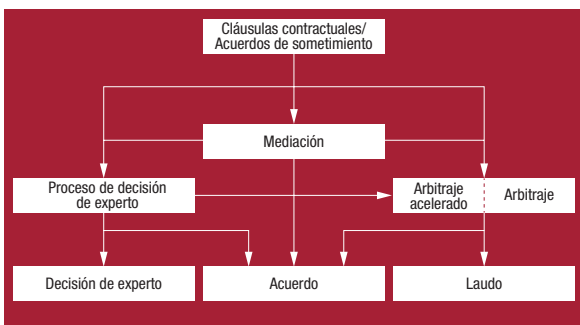 Cláusulas contractuales/
Acuerdos de sometimiento
Mediación
Proceso de decisión
de experto
Arbitraje
acelerado
Arbitraje
Decisión de experto
Acuerdo
Laudo